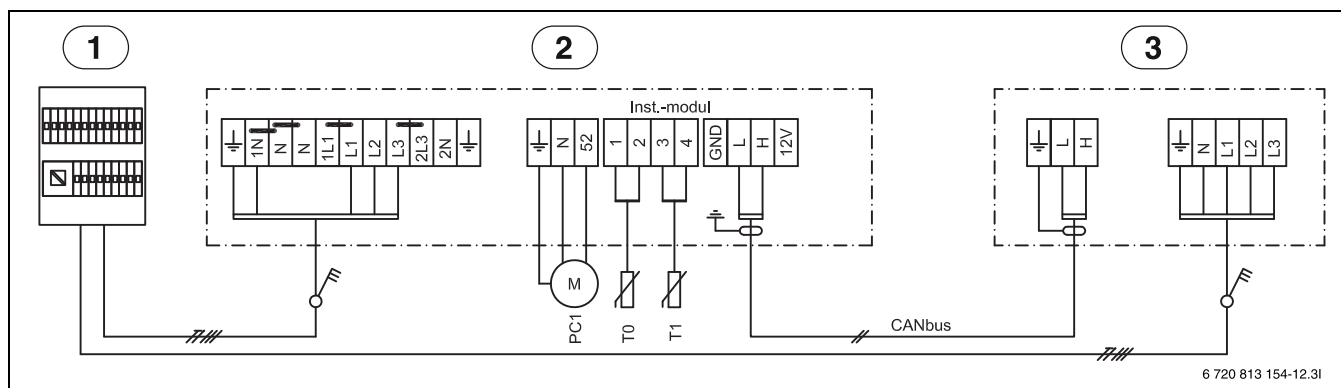 1
2
3
Inst.-modul
1N
N
N
1L1
L1
L2
L3
2L3
2N
N
52
1
2
3
4
GND
L
H
12V
L
H
N
L1
L2
L3
M
PC1
T0
T1
CANbus
6 720 813 154-12.3I